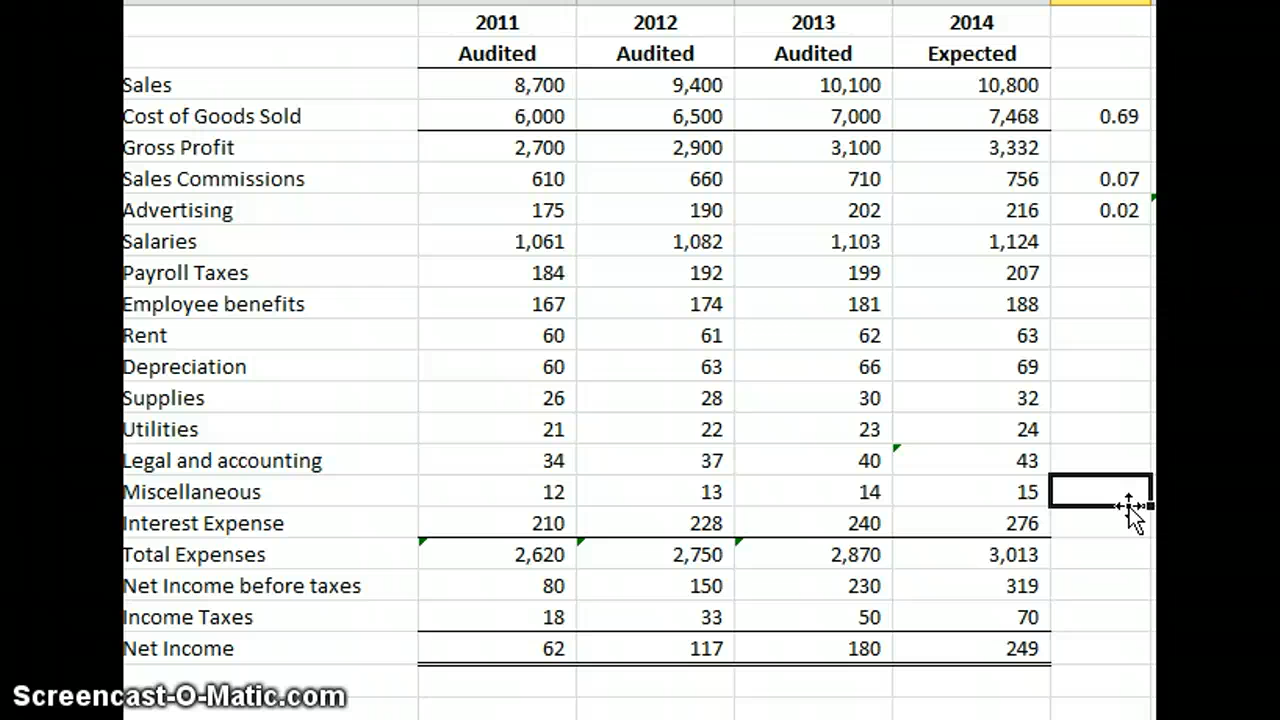 2011 2012 2013 2014
Audited Audited Audited Expected
Sales 8,700 9,400 10,100 10,800
Cost of Goods Sold 6,000 6,500 7,000 7,468 0.69
Gross Profit 2,700 2,900 3,100 3,332
Sales Commissions 610 660 710 756 0.07
Advertising 175 190 202 216 0.02
Salaries 1,061 1,082 1,103 1,124
Payroll Taxes 184 192 199 207
Employee benefits 167 174 181 188
Rent 60 61 62 63
Depreciation 60 63 66 69
Supplies 26 28 30 32
Utilities 21 22 23 24
Legal and accounting 34 37 40 43
Miscellaneous 12 13 14 15
Interest Expense 210 228 240 276
Total Expenses 2,620 2,750 2,870 3,013
Net Income before taxes 80 150 230 319
Income Taxes 18 33 50 70
Net Income 62 117 180 249
Screencast-O-Matic.com